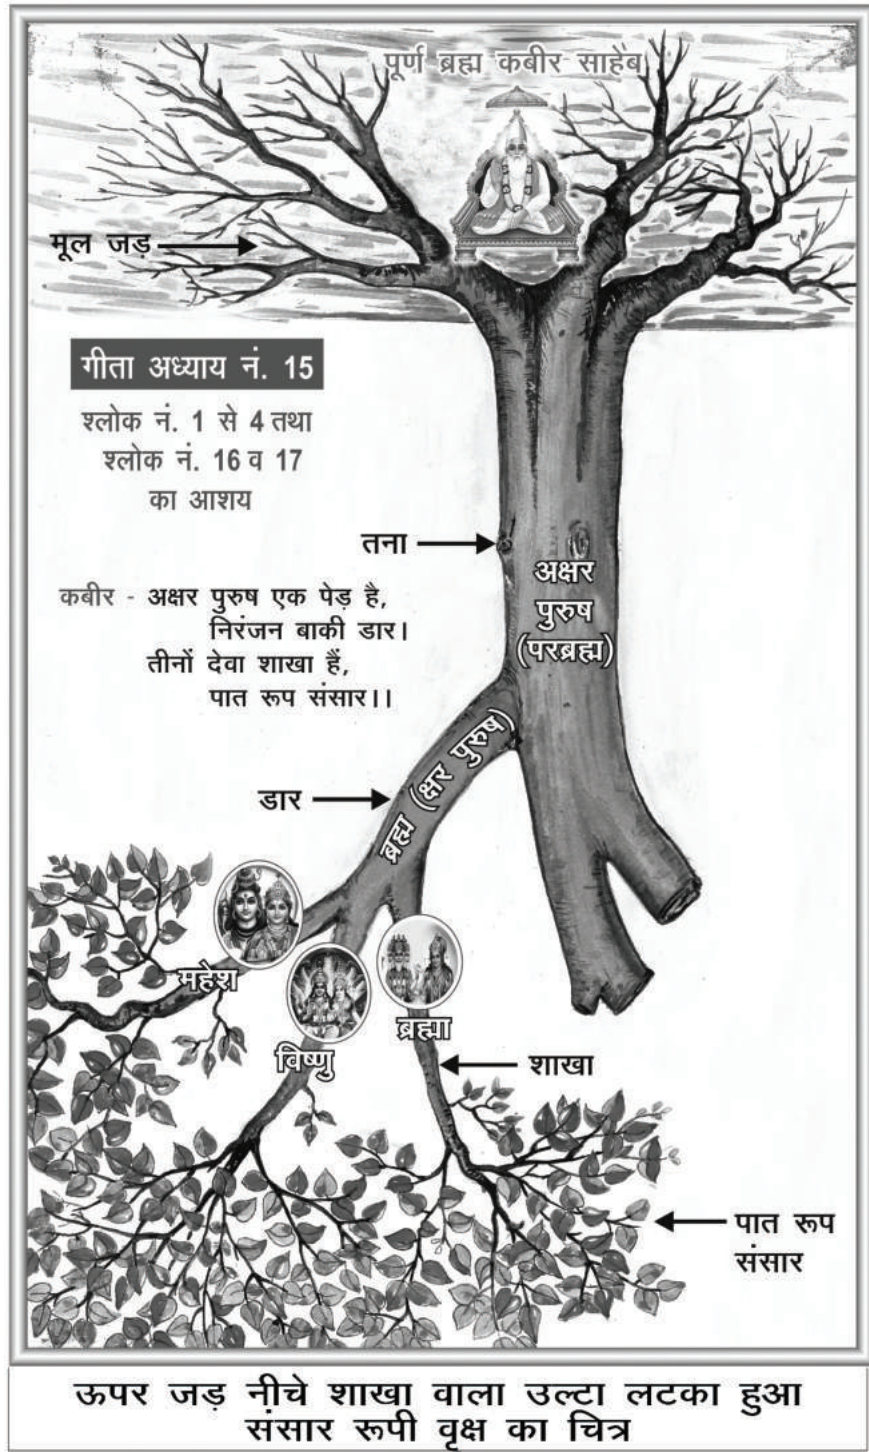 पूर्ण ब्रह्म कबीर साहेब
मूल जड़
गीता अध्याय नं. 15
श्लोक नं. 1 से 4 तथा
श्लोक नं. 16 व 17
का आशय
तना
अक्षर
पुरुष
(परब्रह्म)
कबीर - अक्षर पुरुष एक पेड़ है,
निरंजन बाकी डार।
तीनों देवा शाखा हैं,
पात रूप संसार।।
ब्रह्म (क्षर पुरुष)
डार
महेश
विष्णु
ब्रह्मा
शाखा
पात रूप
संसार
ऊपर जड़ नीचे शाखा वाला उल्टा लटका हुआ
संसार रूपी वृक्ष का चित्र